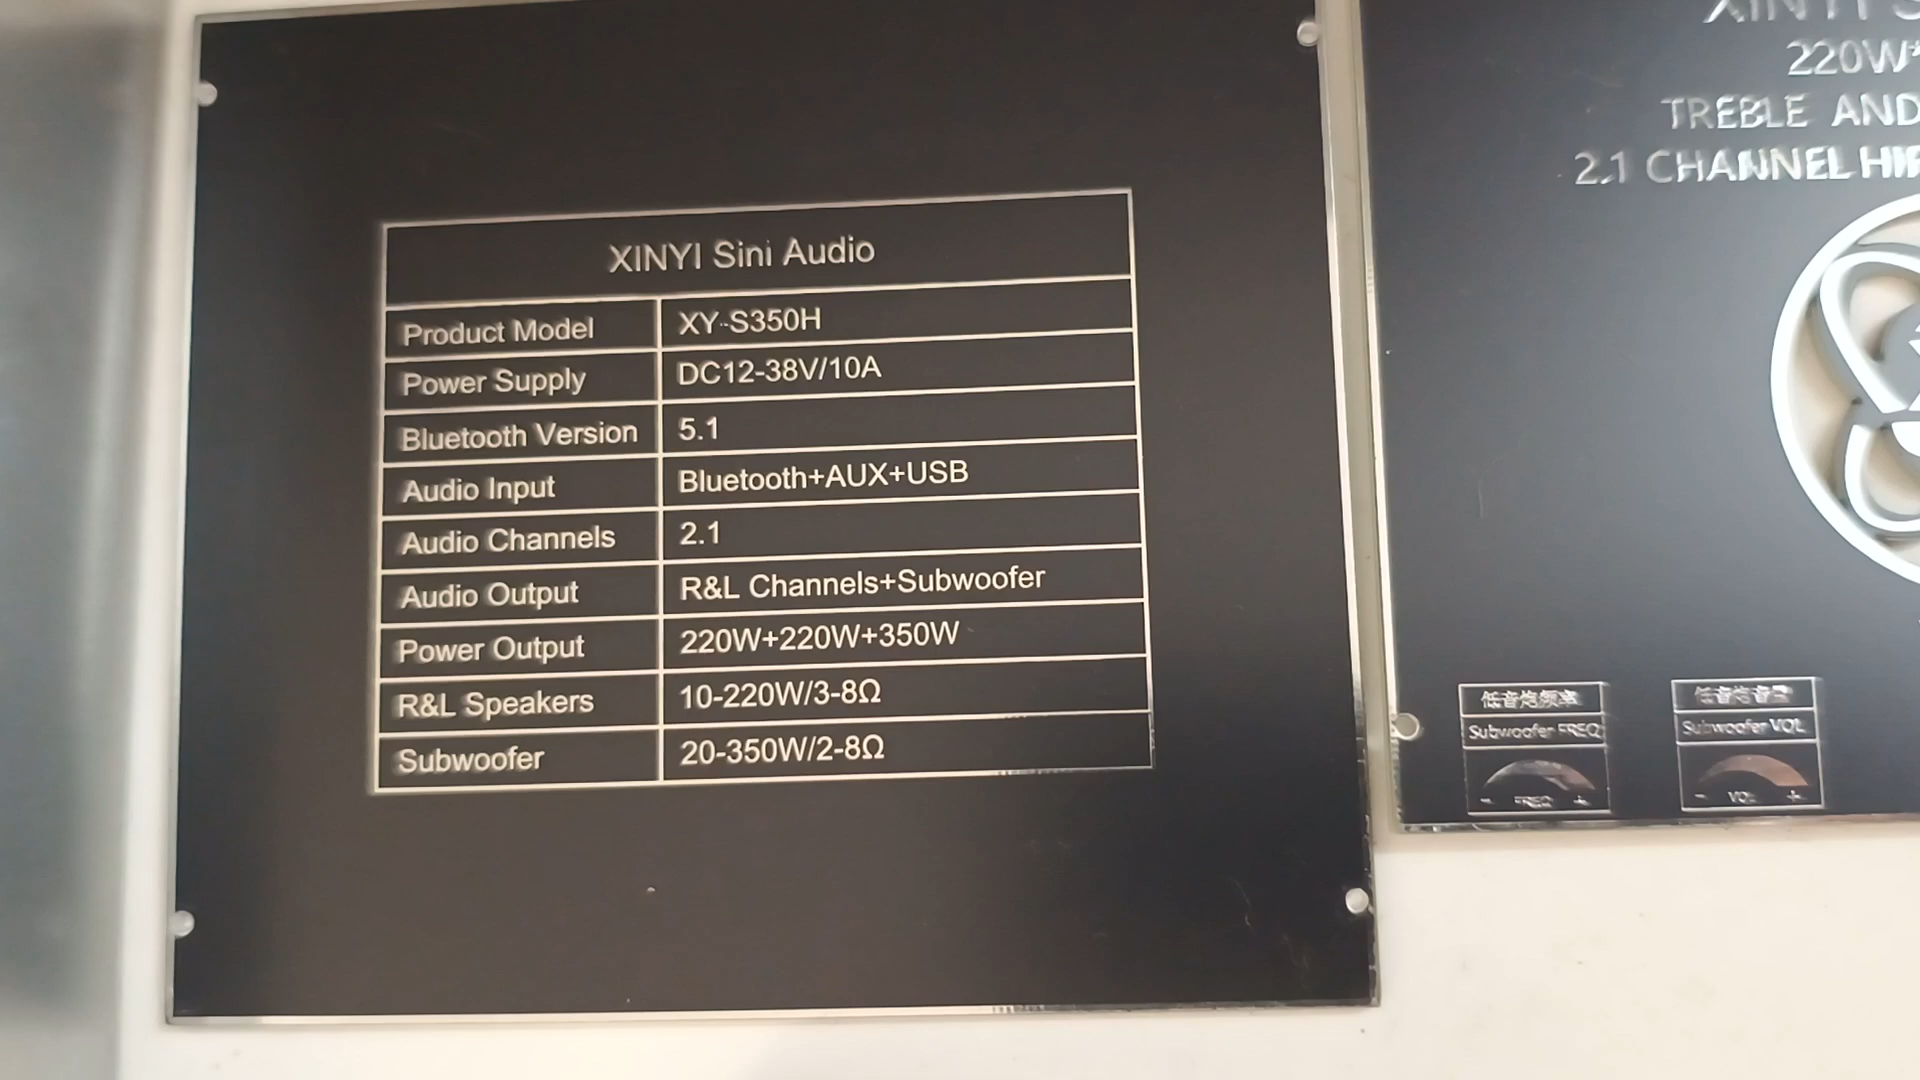 XINYI Sini Audio
Product Model XY-S350H
Power Supply DC12-38V/10A
Bluetooth Version 5.1
Audio Input Bluetooth+AUX+USB
Audio Channels 2.1
Audio Output R&L Channels+Subwoofer
Power Output 220W+220W+350W
R&L Speakers 10-220W/3-8Ω
Subwoofer 20-350W/2-8Ω
XINYI
220W*
TREBLE AND
2.1 CHANNEL
低音炮频率
Subwoofer FREQ
- FREQ +
低音炮音量
Subwoofer VOL
- VOL +